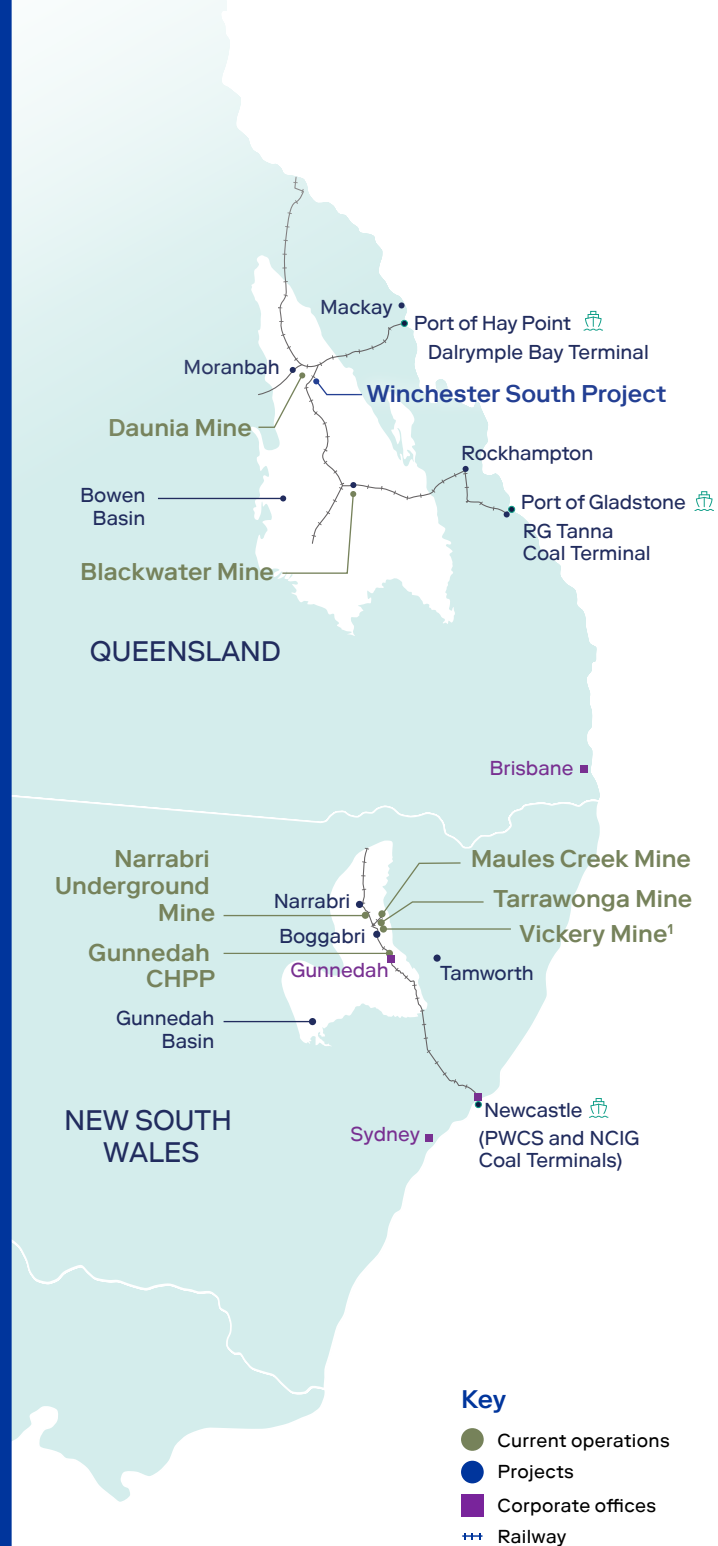 Mackay
Port of Hay Point
Dalrymple Bay Terminal
Moranbah
Winchester South Project
Daunia Mine
Rockhampton
Bowen
Basin
Port of Gladstone
RG Tanna
Coal Terminal
Blackwater Mine
QUEENSLAND
Brisbane
Narrabri
Underground
Mine
Maules Creek Mine
Narrabri
Tarrawonga Mine
Boggabri
Vickery Mine¹
Gunnedah
CHPP
Gunnedah
Tamworth
Gunnedah
Basin
NEW SOUTH
WALES
Newcastle
(PWCS and NCIG
Coal Terminals)
Sydney
Key
Current operations
Projects
Corporate offices
Railway